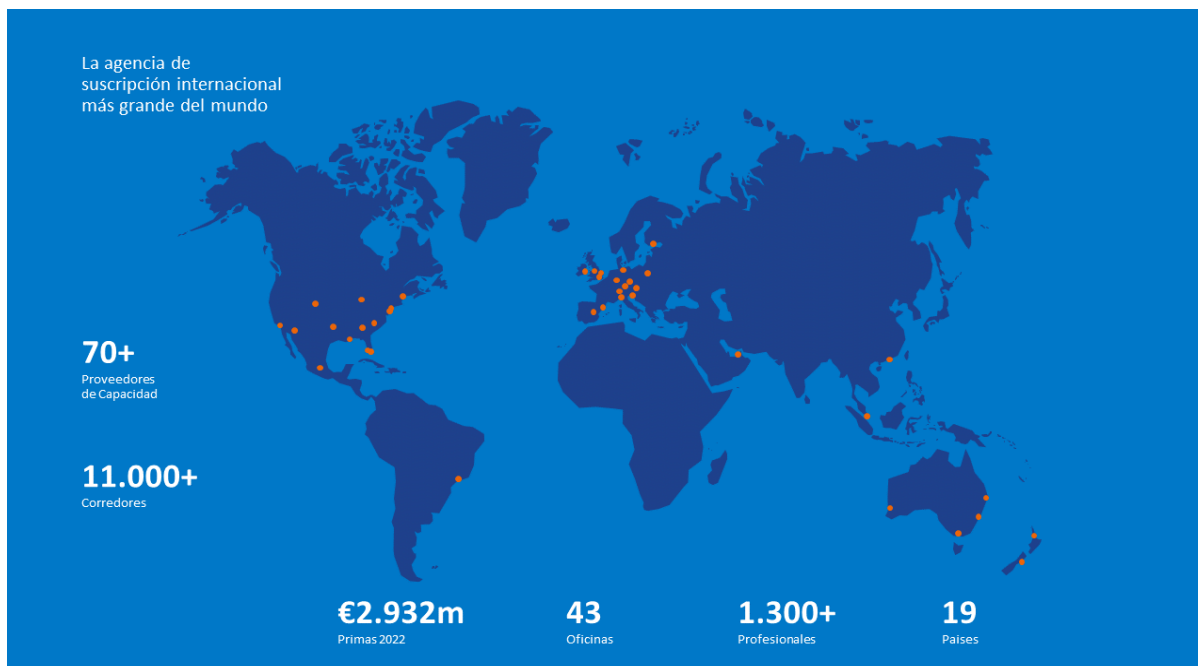 La agencia de
suscripción internacional
más grande del mundo
70+
Proveedores
de Capacidad
11.000+
Corredores
€2.932m
Primas 2022
43
Oficinas
1.300+
Profesionales
19
Paises